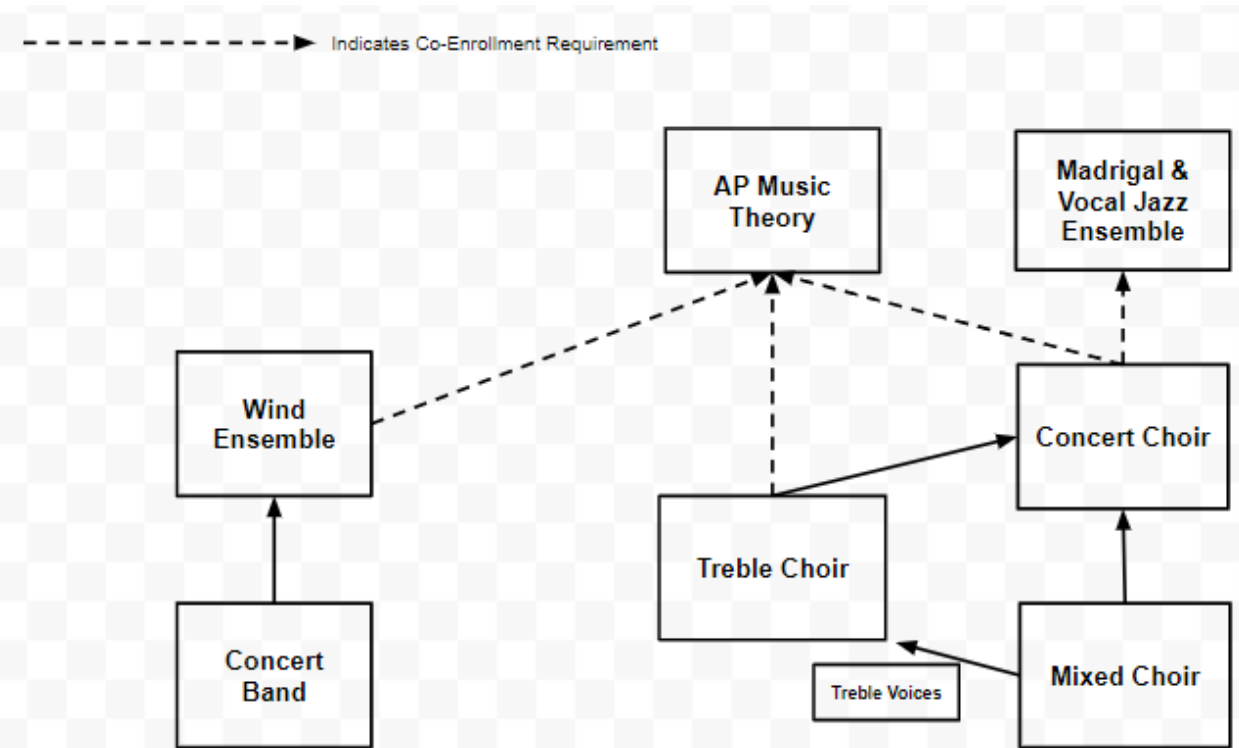 Indicates Co-Enrollment Requirement
AP Music
Theory
Madrigal &
Vocal Jazz
Ensemble
Wind
Ensemble
Concert Choir
Treble Choir
Concert
Band
Treble Voices
Mixed Choir